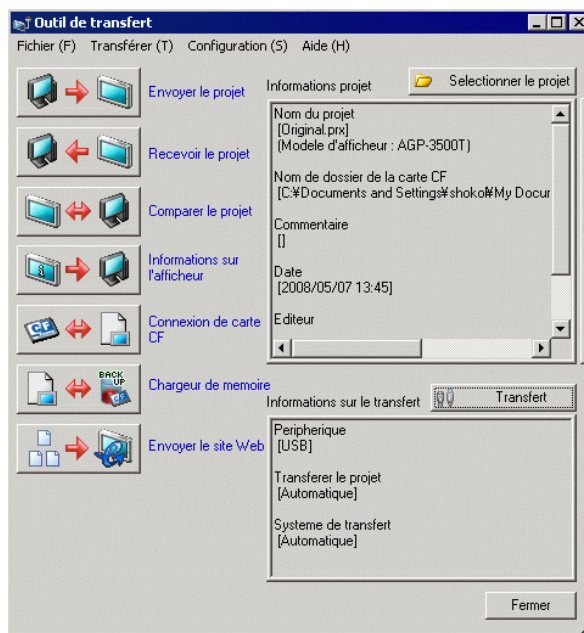 Outil de transfert
Fichier (F) Transférer (T) Configuration (S) Aide (H)
Envoyer le projet
Recevoir le projet
Comparer le projet
Informations sur
l'afficheur
Connexion de carte
CF
Chargeur de memoire
Envoyer le site Web
Informations projet
Selectionner le projet
Nom du projet
[Original.prx]
(Modele d'afficheur : AGP-3500T)
Nom de dossier de la carte CF
[C:¥Documents and Settings¥shoko¥My Docur
Commentaire
[]
Date
[2008/05/07 13:45]
Editeur
Informations sur le transfert
Transfert
Peripherique
[USB]
Transferer le projet
[Automatique]
Systeme de transfert
[Automatique]
Fermer
CF
BACK
UP